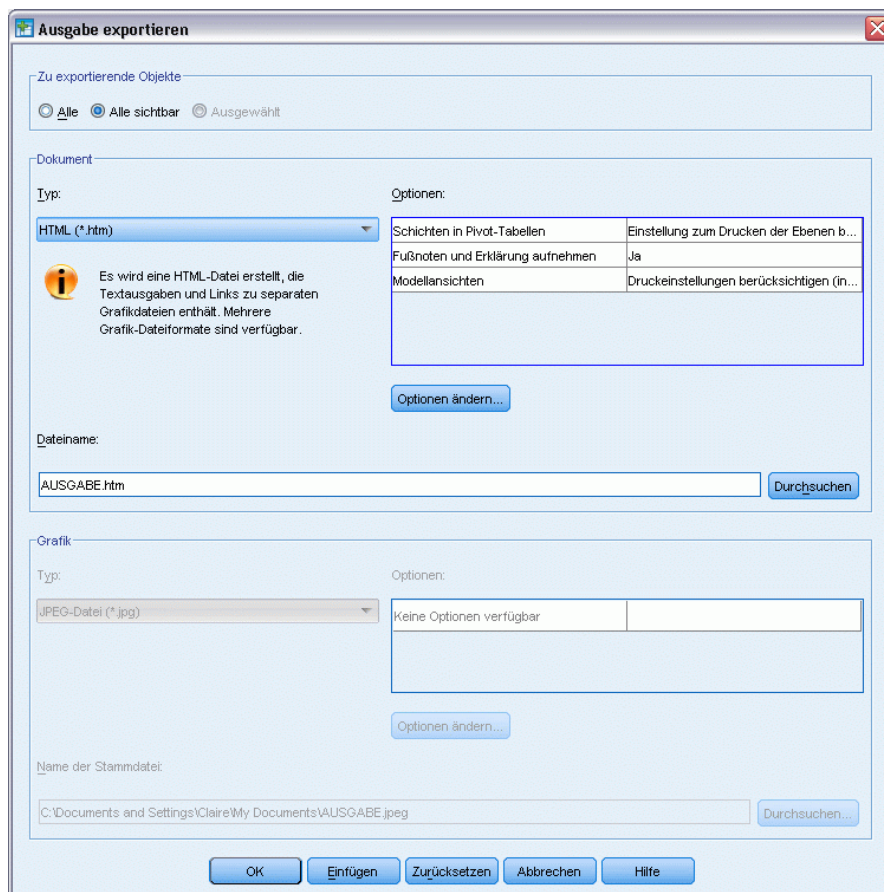 Ausgabe exportieren
Zu exportierende Objekte
Alle Alle sichtbar Ausgewählt
Dokument
Typ:
HTML (*.htm)
Es wird eine HTML-Datei erstellt, die
Textausgaben und Links zu separaten
Grafikdateien enthält. Mehrere
Grafik-Dateiformate sind verfügbar.
Optionen:
Schichten in Pivot-Tabellen Einstellung zum Drucken der Ebenen b...
Fußnoten und Erklärung aufnehmen Ja
Modellansichten Druckeinstellungen berücksichtigen (in...
Optionen ändern...
Dateiname:
AUSGABE.htm Durchsuchen
Grafik
Typ:
JPEG-Datei (*.jpg)
Optionen:
Keine Optionen verfügbar
Optionen ändern...
Name der Stammdatei:
C:\Documents and Settings\Claire\My Documents\AUSGABE.jpeg Durchsuchen...
OK Einfügen Zurücksetzen Abbrechen Hilfe